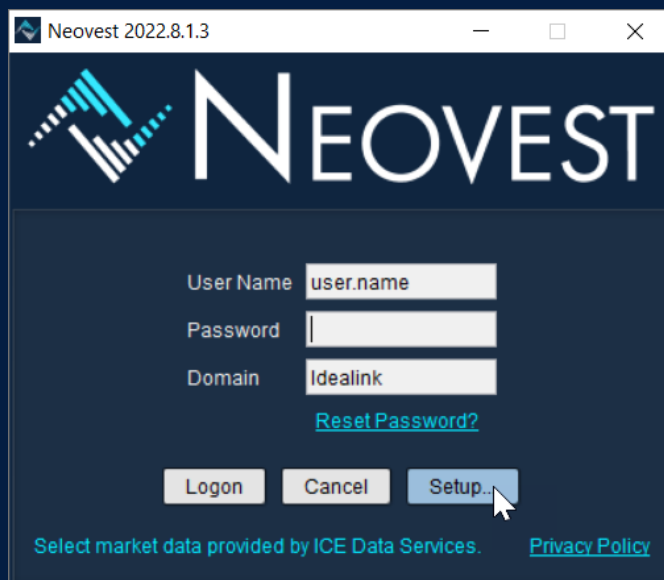 Neovest 2022.8.1.3
NEOVEST
User Name user.name
Password
Domain Idealink
Reset Password?
Logon Cancel Setup...
Select market data provided by ICE Data Services. Privacy Policy